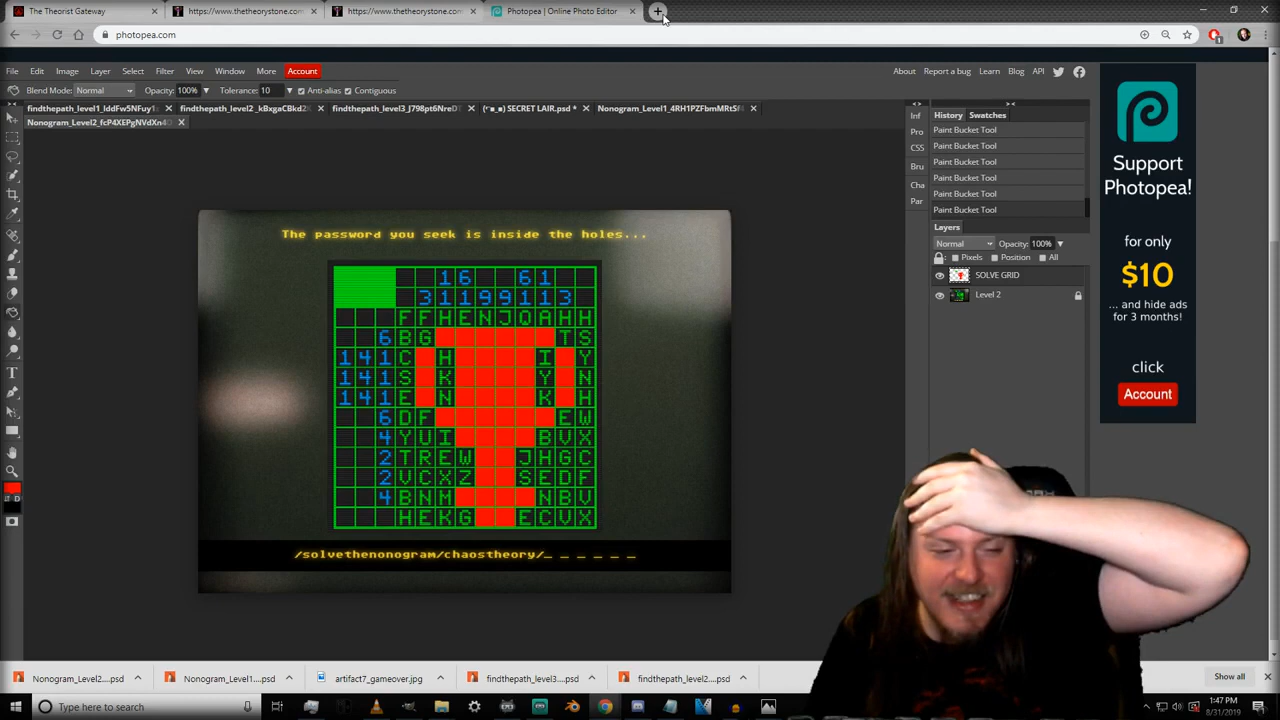 The Theorist Gateway
https://www.thetheorystone.com
https://www.thetheorystone.com
Photopea | Online Photo Editor
photopea.com
File Edit Image Layer Select Filter View Window More Account
About Report a bug Learn Blog API
Blend Mode: Normal Opacity: 100% Tolerance: 10 Anti-alias Contiguous
findthepath_level2_kBxgaCBkd2
SECRET LAIR.psd *
Inf
Pro
CSS
Bru
Cha
Par
History Swatches
Paint Bucket Tool
Paint Bucket Tool
Paint Bucket Tool
Paint Bucket Tool
Paint Bucket Tool
Paint Bucket Tool
Layers
Normal Opacity: 100%
Pixels Position All
SOLVE GRID
Level 2
The password you seek is inside the holes...
1 6 6 1
3 1 1 9 9 1 1 3
F F H E N J Q A H H
6 B G T S
1 4 1 C H I Y
1 4 1 S K Y N
1 4 1 E N K H
6 D F E W
4 Y U I B V X
2 T R E W J H G C
2 V C X Z S E D F
4 B N M N B V
H E K G E C V X
/solvethenonogram/chaostheory/_ _ _ _ _ _
Support
Photopea!
for only
$10
... and hide ads
for 3 months!
click
Account
Nonogram_Level2....psd
Nonogram_Level1....psd
artifact7_gameover.jpg
findthepath_level3....psd
findthepath_level2....psd
Show all
Type here to search
1:47 PM
8/31/2019